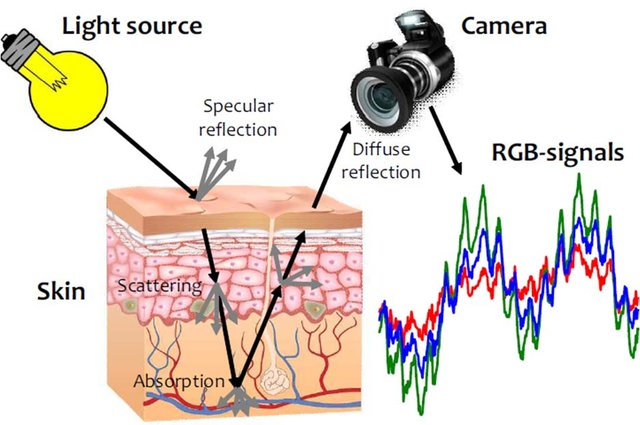 Light source
Camera
Specular
reflection
Diffuse
reflection
RGB-signals
Skin
Scattering
Absorption